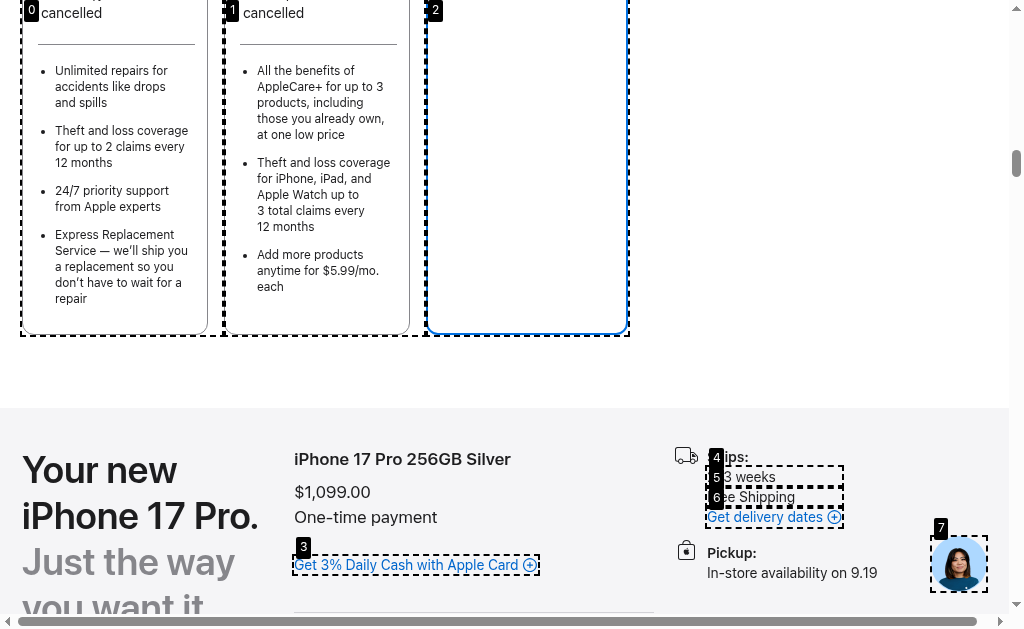 cancelled
Unlimited repairs for
accidents like drops
and spills
Theft and loss coverage
for up to 2 claims every
12 months
24/7 priority support
from Apple experts
Express Replacement
Service — we’ll ship you
a replacement so you
don’t have to wait for a
repair
cancelled
All the benefits of
AppleCare+ for up to 3
products, including
those you already own,
at one low price
Theft and loss coverage
for iPhone, iPad, and
Apple Watch up to
3 total claims every
12 months
Add more products
anytime for $5.99/mo.
each
0
1
2
Your new
iPhone 17 Pro.
Just the way
you want it
iPhone 17 Pro 256GB Silver
$1,099.00
One-time payment
3
Get 3% Daily Cash with Apple Card
4
5
3 weeks
6
Shipping
Get delivery dates
Pickup:
In-store availability on 9.19
7